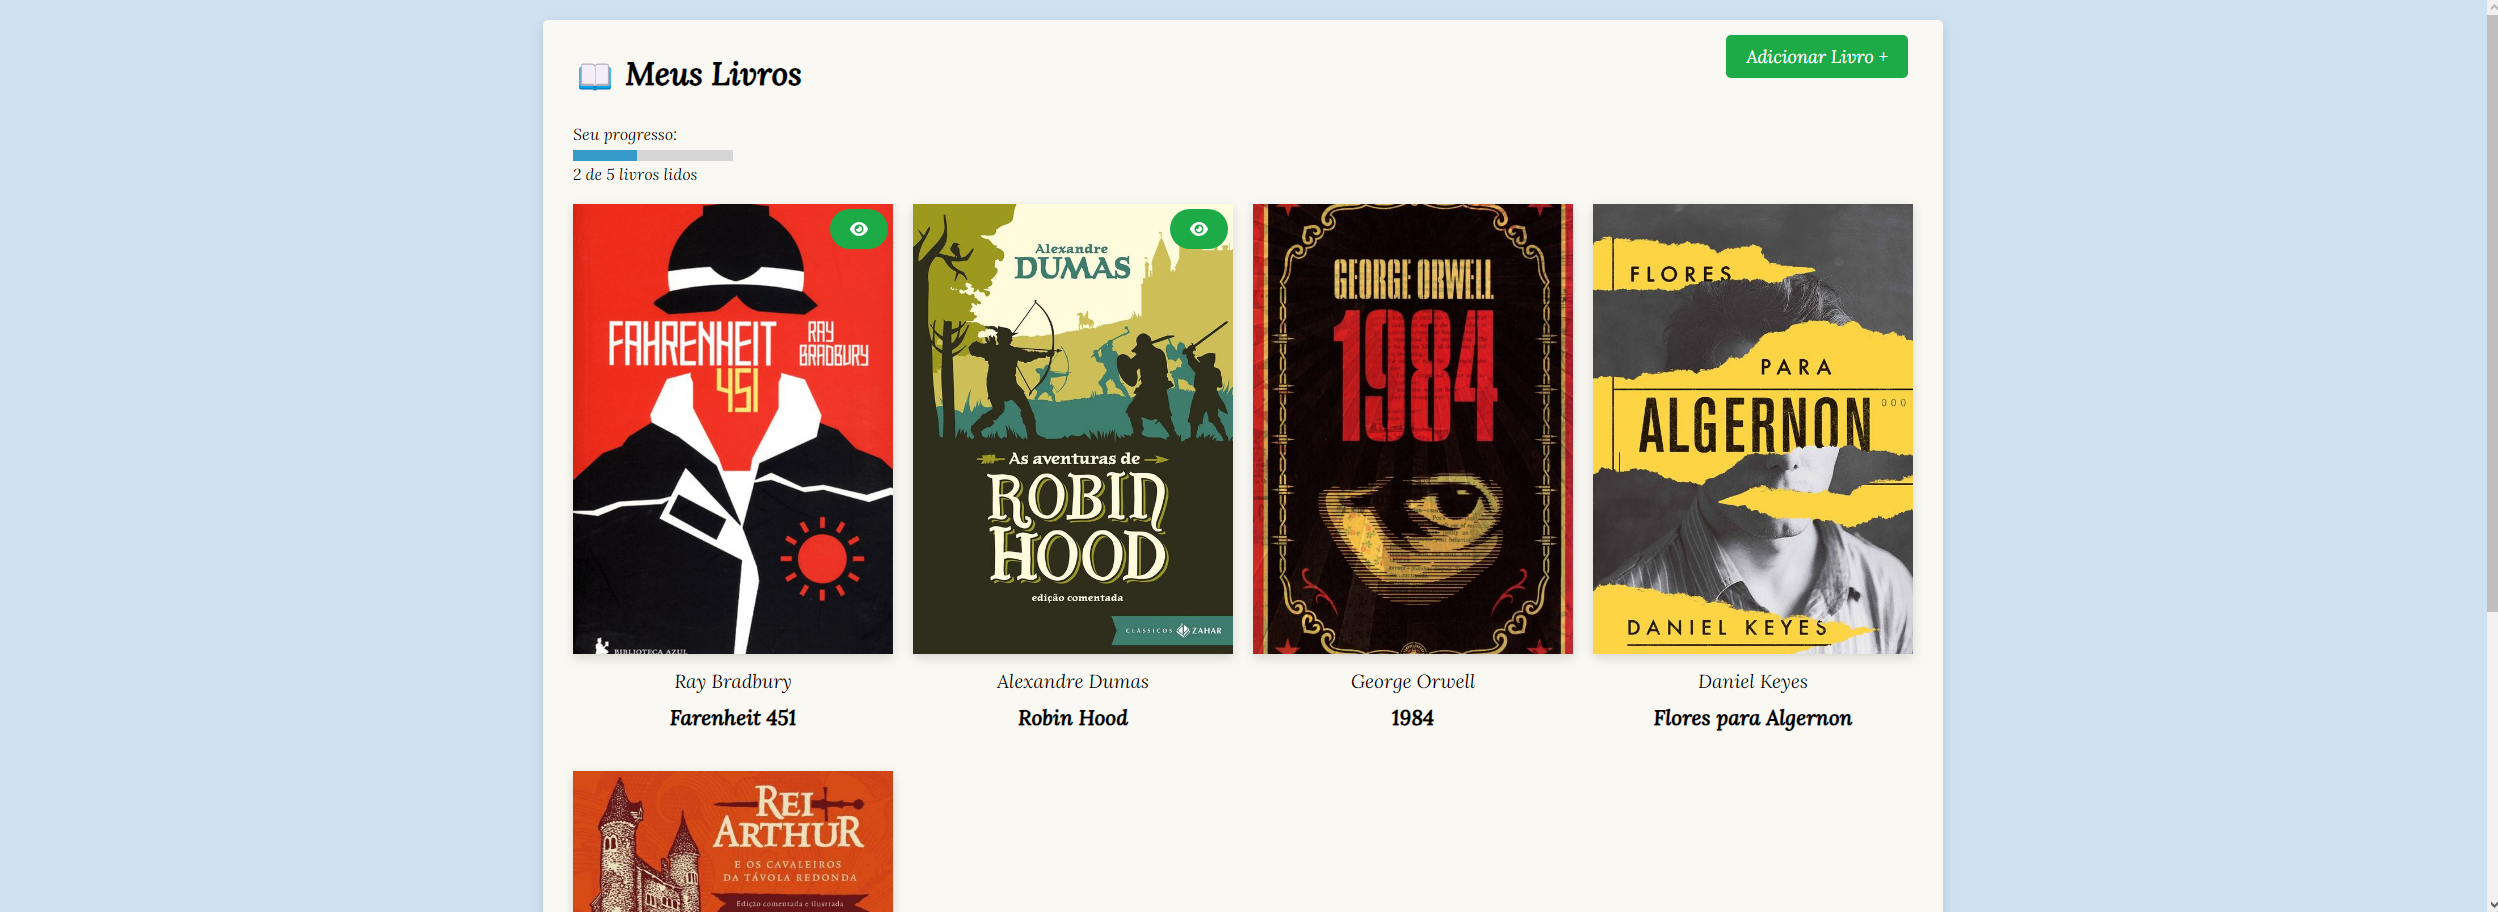 Meus Livros
Adicionar Livro +
Seu progresso:
2 de 5 livros lidos
FAHRENHEIT
451
RAY
BRADBURY
BIBLIOTECA AZUL
Alexandre
DUMAS
As aventuras de
ROBIN
HOOD
edição comentada
CLÁSSICOS ZAHAR
GEORGE ORWELL
1984
FLORES
PARA
ALGERNON
DANIEL KEYES
Ray Bradbury
Farenheit 451
Alexandre Dumas
Robin Hood
George Orwell
1984
Daniel Keyes
Flores para Algernon
REI
ARTHUR
E OS CAVALEIROS
DA TÁVOLA REDONDA
Edição comentada e ilustrada